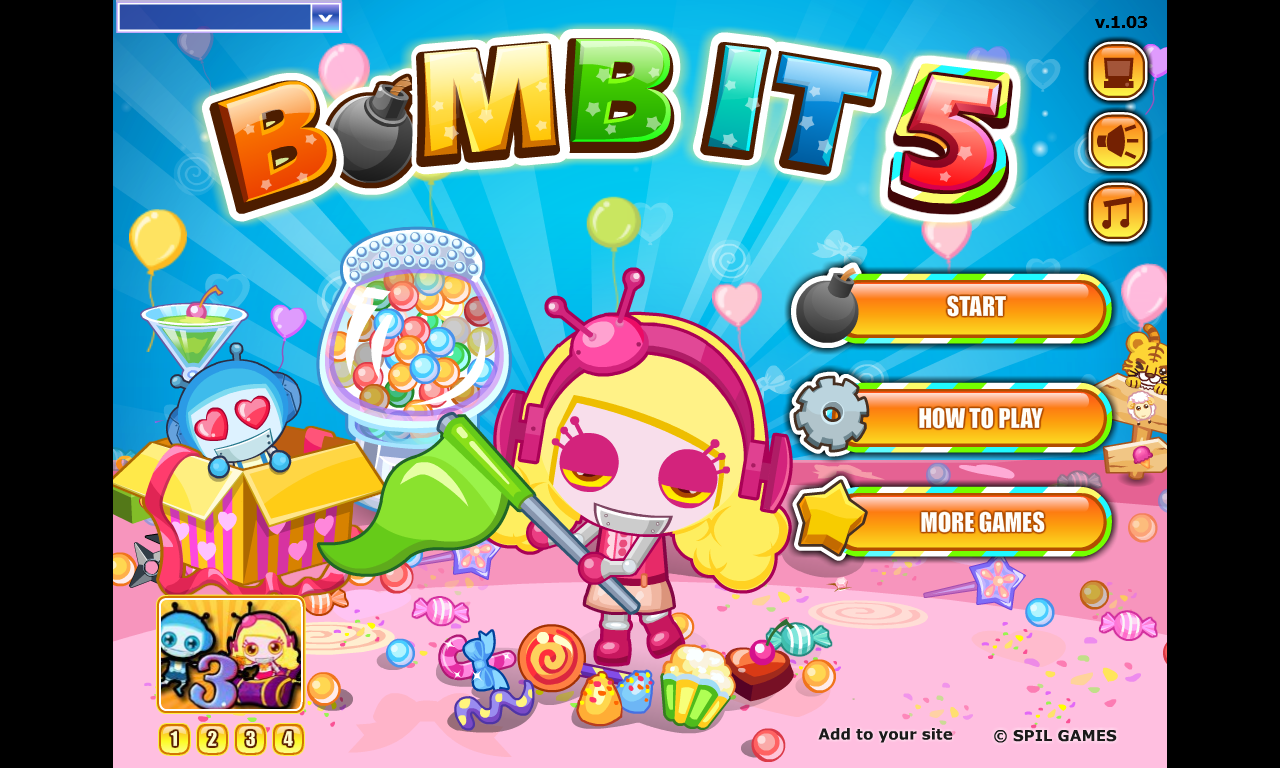 v.1.03
BOMB IT 5
START
HOW TO PLAY
MORE GAMES
3
1 2 3 4
Add to your site
© SPIL GAMES